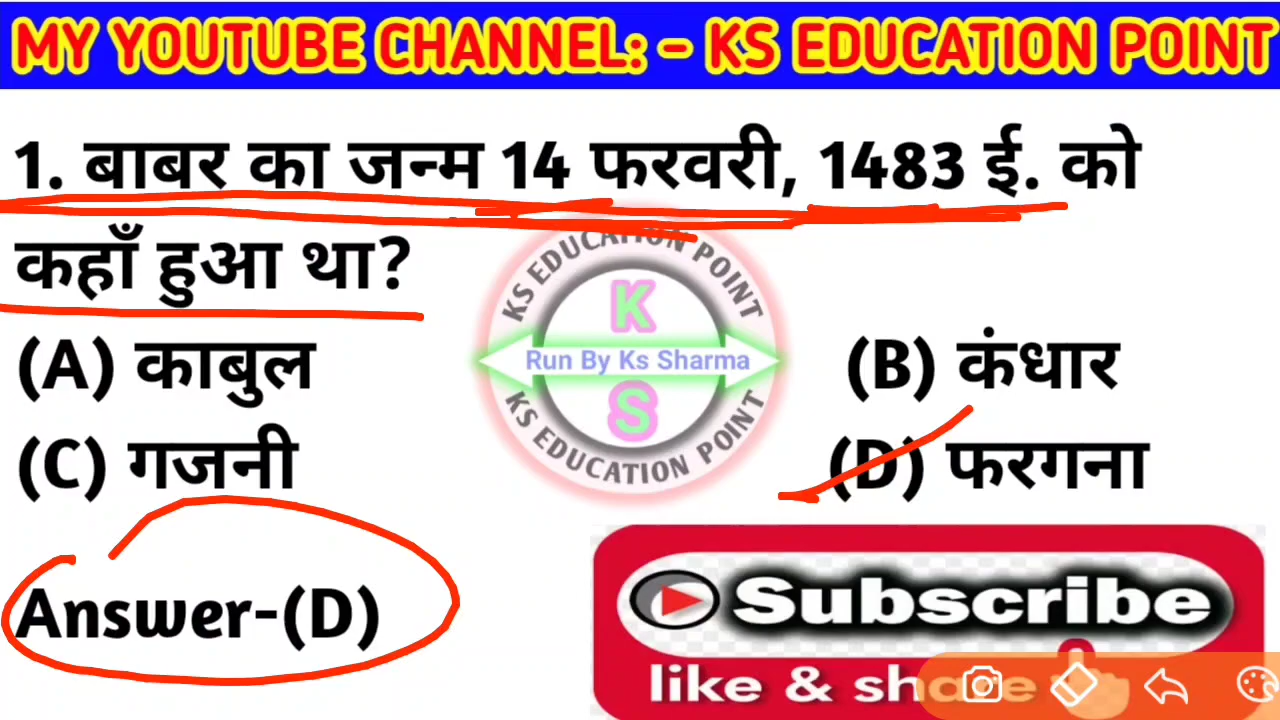 MY YOUTUBE CHANNEL: - KS EDUCATION POINT
1. बाबर का जन्म 14 फरवरी, 1483 ई. को
कहाँ हुआ था?
KS EDUCATION POINT
K
Run By Ks Sharma
S
KS EDUCATION POINT
(A) काबुल
(B) कंधार
(C) गजनी
(D) फरगना
Answer-(D)
Subscribe
like & share